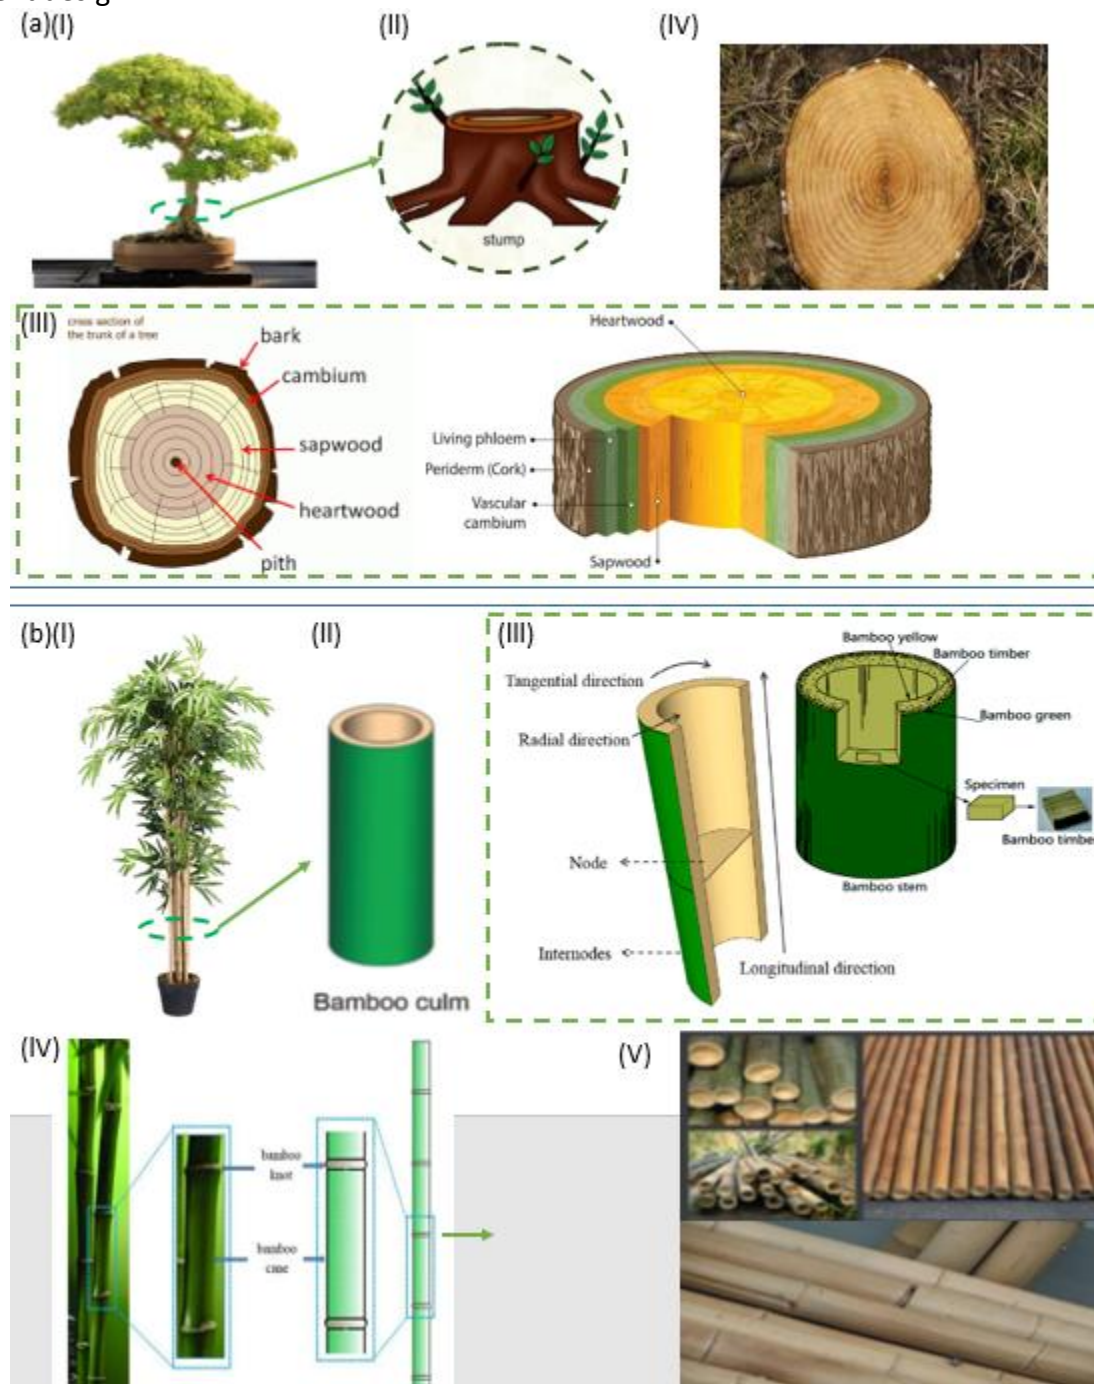 (a)(I)
(II)
(IV)
stump
(III)
cross section of
the trunk of a tree
bark
cambium
sapwood
heartwood
pith
Heartwood
Living phloem
Periderm (Cork)
Vascular
cambium
Sapwood
(b)(I)
(II)
Bamboo culm
(III)
Tangential direction
Radial direction
Node
Internodes
Longitudinal direction
Bamboo yellow
Bamboo timber
Bamboo green
Specimen
Bamboo timber
Bamboo stem
(IV)
bamboo
knot
bamboo
cane
(V)